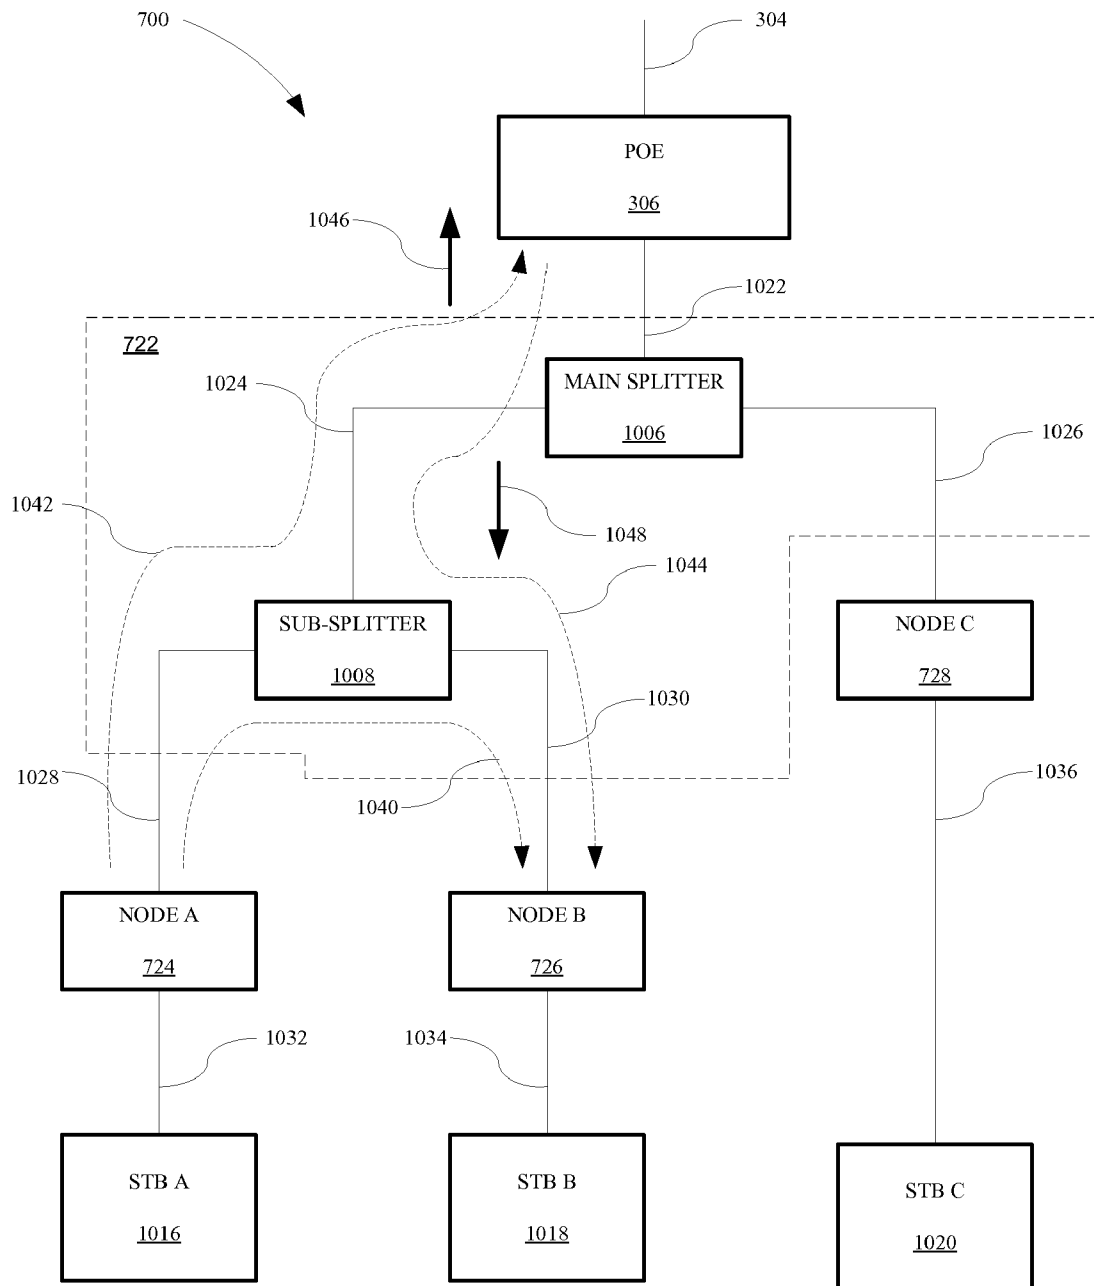 700
304
POE
306
1046
1022
722
1024
MAIN SPLITTER
1006
1026
1042
1048
1044
SUB-SPLITTER
1008
NODE C
728
1030
1028
1040
1036
NODE A
724
NODE B
726
1032
1034
STB A
1016
STB B
1018
STB C
1020